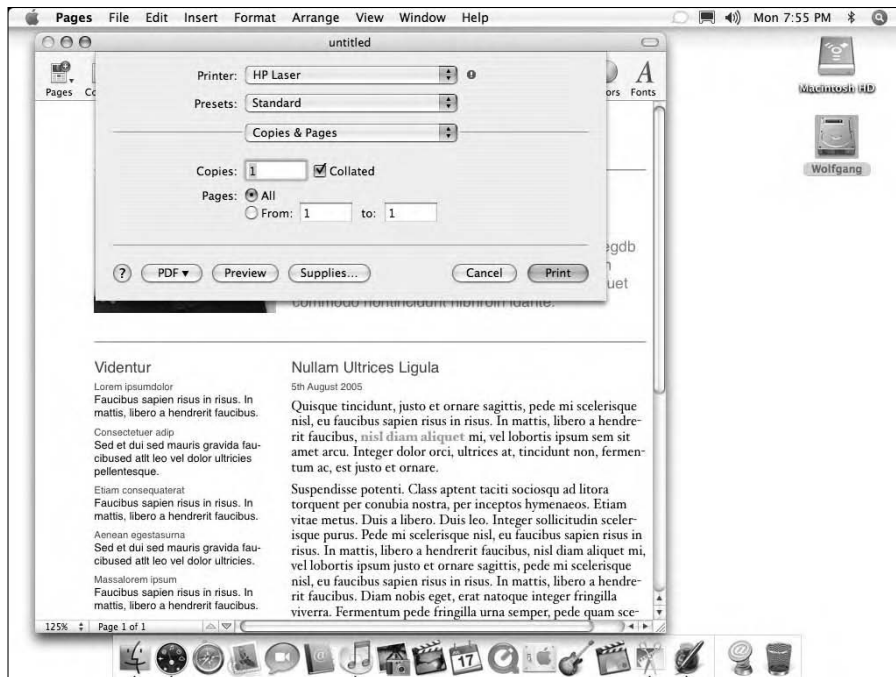 Pages File Edit Insert Format Arrange View Window Help Mon 7:55 PM
untitled
Pages
Fonts
Printer: HP Laser
Presets: Standard
Copies & Pages
Copies: 1 Collated
Pages: All
From: 1 to: 1
? PDF Preview Supplies... Cancel Print
Macintosh HD
Wolfgang
commodo nontincidunt nibhroin idante.
Videntur
Lorem ipsumdolor
Faucibus sapien risus in risus. In
mattis, libero a hendrerit faucibus.
Consectetuer adip
Sed et dui sed mauris gravida fau-
cibused atlt leo vel dolor ultricies
pellentesque.
Etiam consequaterat
Faucibus sapien risus in risus. In
mattis, libero a hendrerit faucibus.
Aenean egestasurna
Sed et dui sed mauris gravida fau-
cibused atlt leo vel dolor ultricies.
Massalorem ipsum
Faucibus sapien risus in risus. In
mattis, libero a hendrerit faucibus.
Nullam Ultrices Ligula
5th August 2005
Quisque tincidunt, justo et ornare sagittis, pede mi scelerisque
nisl, eu faucibus sapien risus in risus. In mattis, libero a hendre-
rit faucibus, nisl diam aliquet mi, vel lobortis ipsum sem sit
amet arcu. Integer dolor orci, ultrices at, tincidunt non, fermen-
tum ac, est justo et ornare.
Suspendisse potenti. Class aptent taciti sociosqu ad litora
torquent per conubia nostra, per inceptos hymenaeos. Etiam
vitae metus. Duis a libero. Duis leo. Integer sollicitudin sceler-
isque purus. Pede mi scelerisque nisl, eu faucibus sapien risus in
risus. In mattis, libero a hendrerit faucibus, nisl diam aliquet mi,
vel lobortis ipsum justo et ornare sagittis, pede mi scelerisque
nisl, eu faucibus sapien risus in risus. In mattis, libero a hendre-
rit faucibus. Diam nobis eget, erat natoque integer fringilla
viverra. Fermentum pede fringilla urna semper, pede quam sce-
125% Page 1 of 1
17